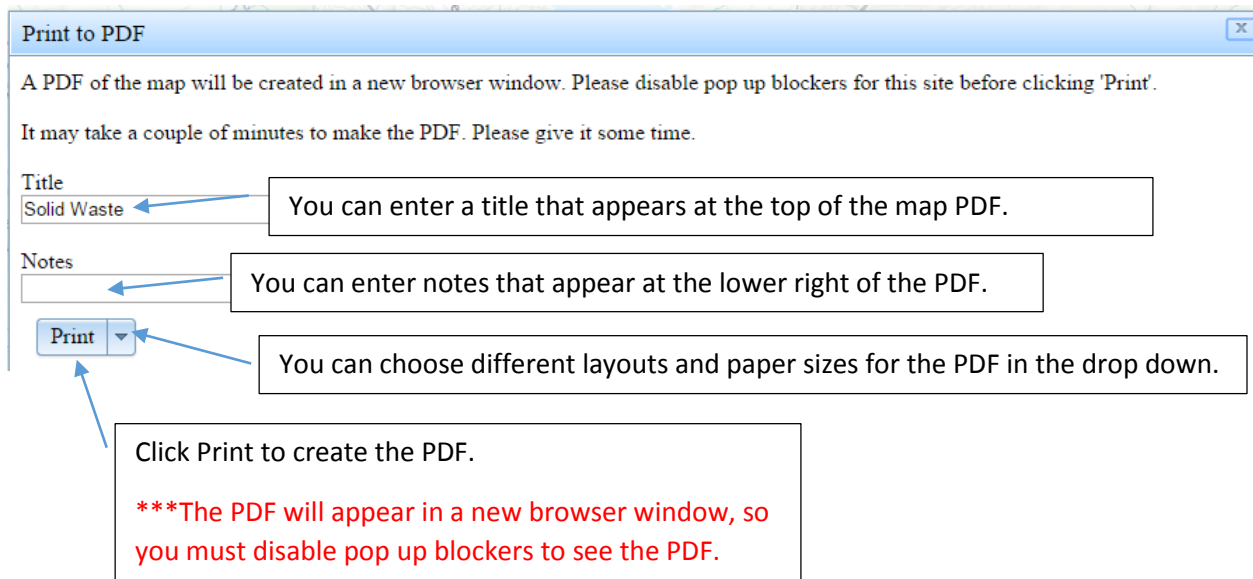 Print to PDF
x
A PDF of the map will be created in a new browser window. Please disable pop up blockers for this site before clicking 'Print'.
It may take a couple of minutes to make the PDF. Please give it some time.
Title
Solid Waste
You can enter a title that appears at the top of the map PDF.
Notes
You can enter notes that appear at the lower right of the PDF.
Print
You can choose different layouts and paper sizes for the PDF in the drop down.
Click Print to create the PDF.
***The PDF will appear in a new browser window, so
you must disable pop up blockers to see the PDF.